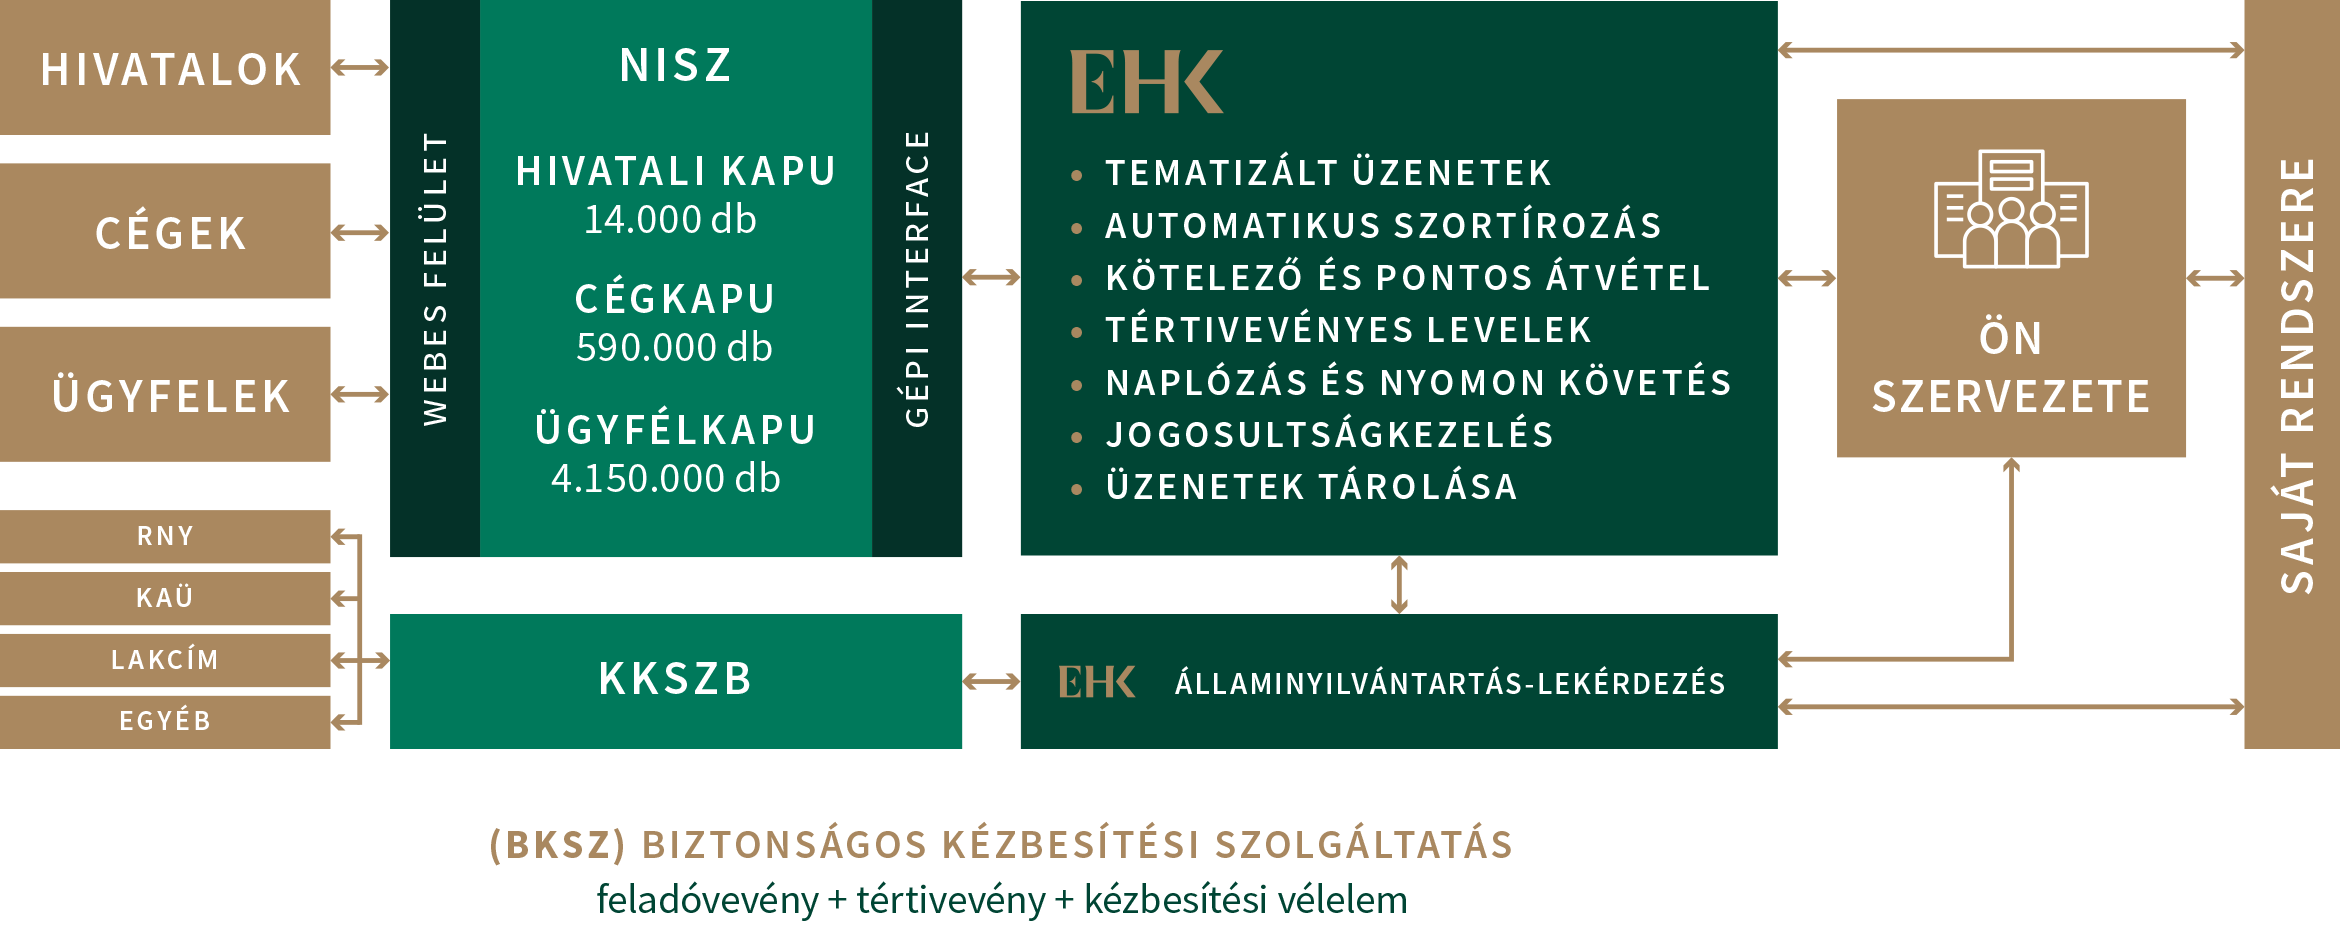 HIVATALOK
CÉGEK
ÜGYFELEK
RNY
KAÜ
LAKCÍM
EGYÉB
WEBES FELÜLET
NISZ
HIVATALI KAPU
14.000 db
CÉGKAPU
590.000 db
ÜGYFÉLKAPU
4.150.000 db
GÉPI INTERFACE
KKSZB
EHK
• TEMATIZÁLT ÜZENETEK
• AUTOMATIKUS SZORTÍROZÁS
• KÖTELEZŐ ÉS PONTOS ÁTVÉTEL
• TÉRTIVEVÉNYES LEVELEK
• NAPLÓZÁS ÉS NYOMON KÖVETÉS
• JOGOSULTSÁGKEZELÉS
• ÜZENETEK TÁROLÁSA
EHK ÁLLAMINYILVÁNTARTÁS-LEKÉRDEZÉS
ÖN
SZERVEZETE
SAJÁT RENDSZERE
(BKSZ) BIZTONSÁGOS KÉZBESÍTÉSI SZOLGÁLTATÁS
feladóvevény + tértivevény + kézbesítési vélelem